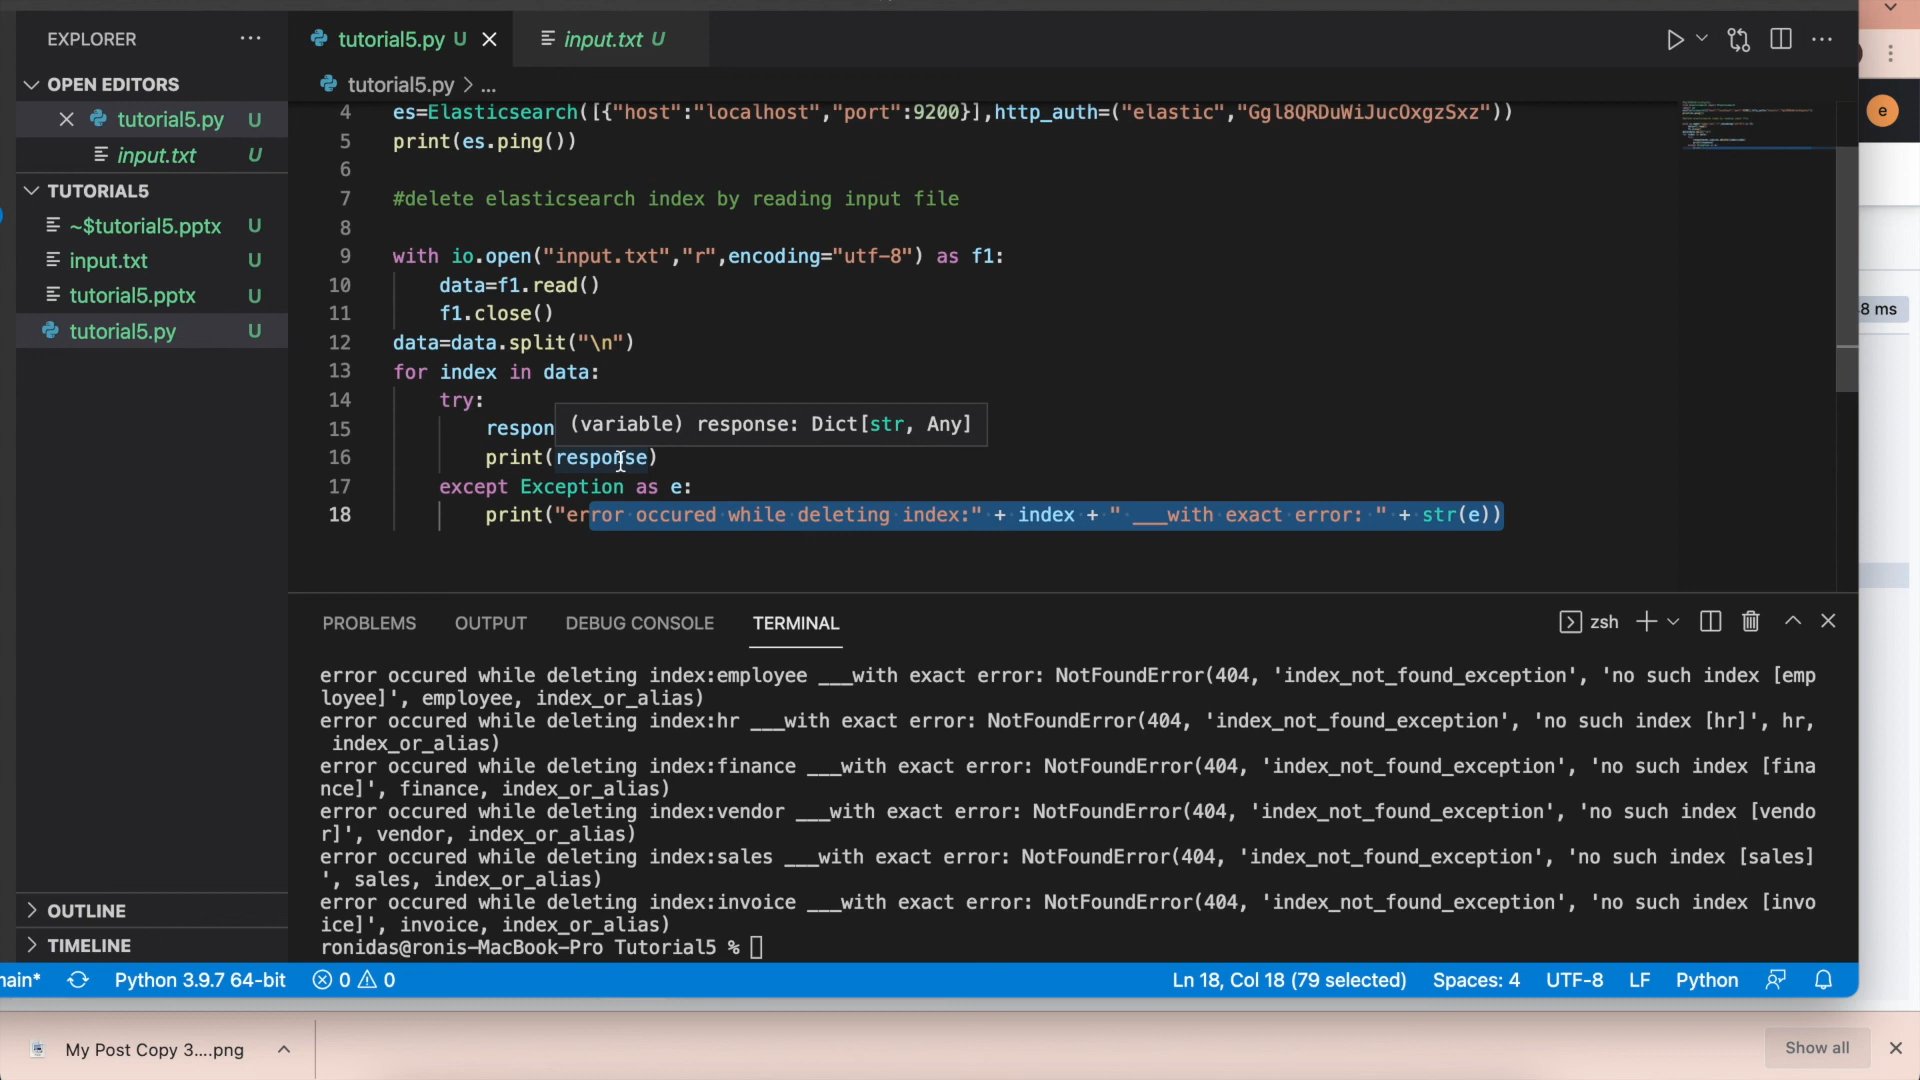 EXPLORER
tutorial5.py U
input.txt U
OPEN EDITORS
tutorial5.py U
input.txt U
TUTORIAL5
~$tutorial5.pptx U
input.txt U
tutorial5.pptx U
tutorial5.py U
OUTLINE
TIMELINE
tutorial5.py > ...
4 es=Elasticsearch([{"host":"localhost","port":9200}],http_auth=("elastic","Ggl8QRDuWiJucOxgzSxz"))
5 print(es.ping())
6
7 #delete elasticsearch index by reading input file
8
9 with io.open("input.txt","r",encoding="utf-8") as f1:
10 data=f1.read()
11 f1.close()
12 data=data.split("\n")
13 for index in data:
14 try:
(variable) response: Dict[str, Any]
15 respon
16 print(response)
17 except Exception as e:
18 print("error occured while deleting index:" + index + " ___with exact error: " + str(e))
e
8 ms
PROBLEMS OUTPUT DEBUG CONSOLE TERMINAL
zsh
error occured while deleting index:employee ___with exact error: NotFoundError(404, 'index_not_found_exception', 'no such index [emp
loyee]', employee, index_or_alias)
error occured while deleting index:hr ___with exact error: NotFoundError(404, 'index_not_found_exception', 'no such index [hr]', hr,
index_or_alias)
error occured while deleting index:finance ___with exact error: NotFoundError(404, 'index_not_found_exception', 'no such index [fina
nce]', finance, index_or_alias)
error occured while deleting index:vendor ___with exact error: NotFoundError(404, 'index_not_found_exception', 'no such index [vendo
r]', vendor, index_or_alias)
error occured while deleting index:sales ___with exact error: NotFoundError(404, 'index_not_found_exception', 'no such index [sales]
', sales, index_or_alias)
error occured while deleting index:invoice ___with exact error: NotFoundError(404, 'index_not_found_exception', 'no such index [invo
ice]', invoice, index_or_alias)
ronidas@ronis-MacBook-Pro Tutorial5 %
nain* Python 3.9.7 64-bit 0 0 Ln 18, Col 18 (79 selected) Spaces: 4 UTF-8 LF Python
My Post Copy 3....png
Show all